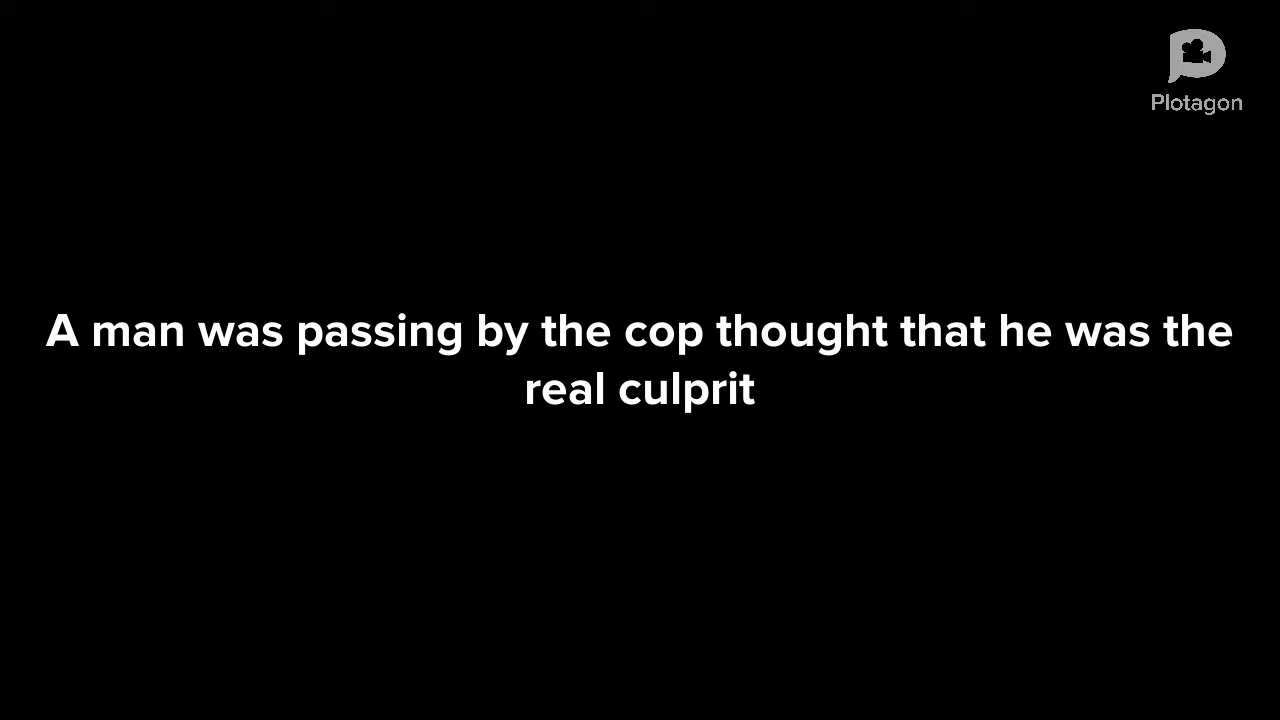 Plotagon
A man was passing by the cop thought that he was the
real culprit